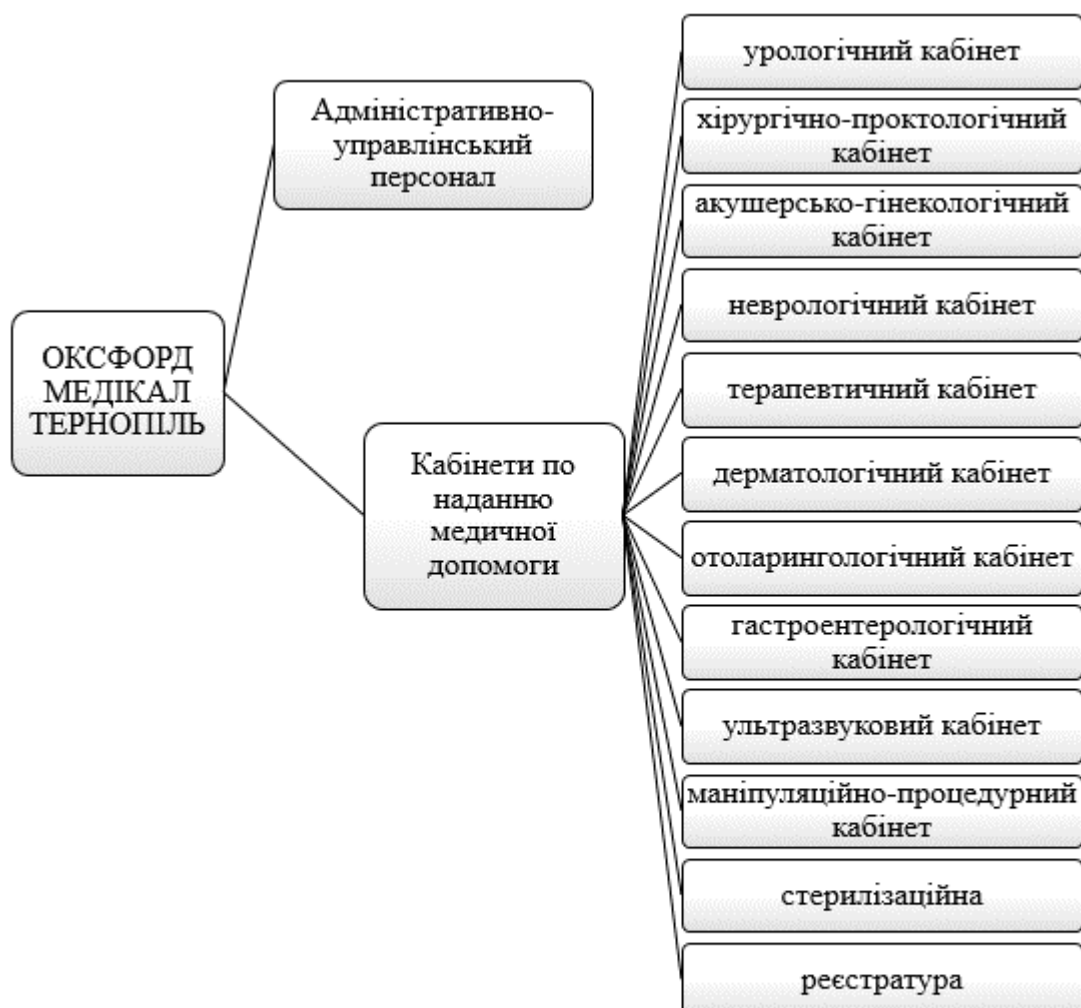 ОКСФОРД
МЕДІКАЛ
ТЕРНОПІЛЬ
Адміністративно-
управлінський
персонал
Кабінети по
наданню
медичної
допомоги
урологічний кабінет
хірургічно-проктологічний
кабінет
акушерсько-гінекологічний
кабінет
неврологічний кабінет
терапевтичний кабінет
дерматологічний кабінет
отоларингологічний кабінет
гастроентерологічний
кабінет
ультразвуковий кабінет
маніпуляційно-процедурний
кабінет
стерилізаційна
реєстратура